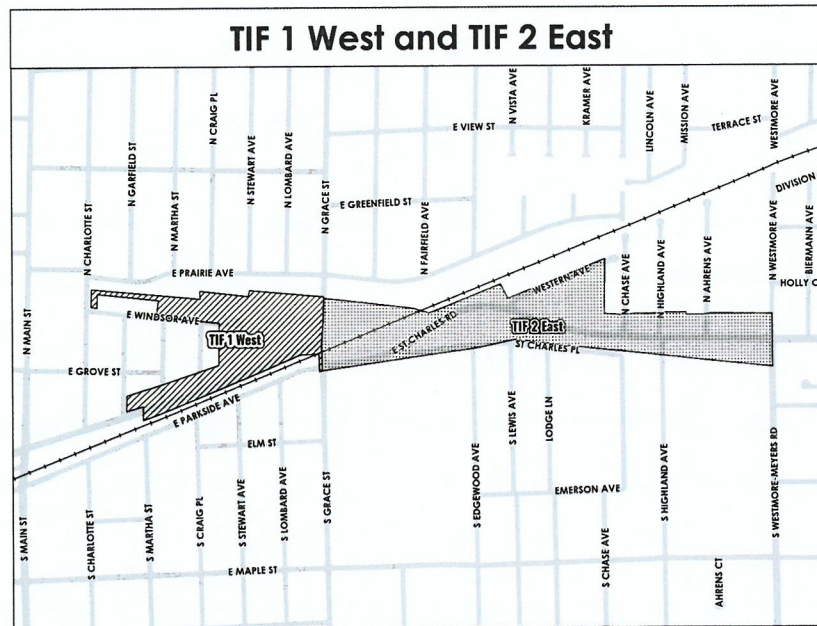 TIF 1 West and TIF 2 East
N VISTA AVE
KRAMER AVE
LINCOLN AVE
MISSION AVE
TERRACE ST
WESTMORE AVE
N CRAIG PL
E VIEW ST
N GARFIELD ST
N STEWART AVE
N LOMBARD AVE
N CHARLOTTE ST
N MARTHA ST
N GRACE ST
E GREENFIELD ST
N FAIRFIELD AVE
DIVISION
N WESTMORE AVE
BIERMANN AVE
E PRAIRIE AVE
WESTERN AVE
N CHASE AVE
N HIGHLAND AVE
N AHRENS AVE
HOLLY C
N MAIN ST
E WINDSOR AVE
TIF 1 West
E ST CHARLES RD
TIF 2 East
ST CHARLES PL
E GROVE ST
E PARKSIDE AVE
S LEWIS AVE
LODGE LN
ELM ST
S EDGEWOOD AVE
EMERSON AVE
S HIGHLAND AVE
S WESTMORE-MEYERS RD
S MAIN ST
S CHARLOTTE ST
S MARTHA ST
S CRAIG PL
S STEWART AVE
S LOMBARD AVE
S GRACE ST
E MAPLE ST
S CHASE AVE
AHRENS CT